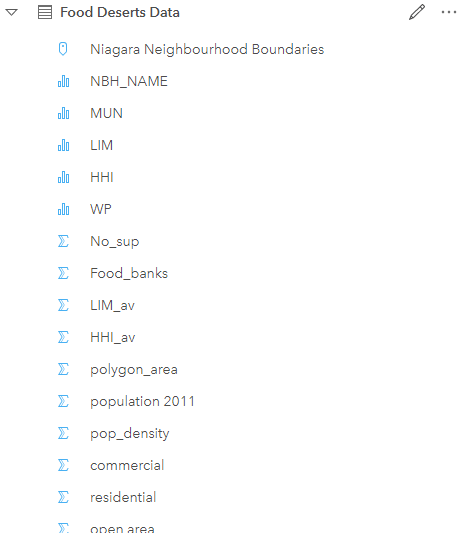 Food Deserts Data
Niagara Neighbourhood Boundaries
NBH_NAME
MUN
LIM
HHI
WP
No_sup
Food_banks
LIM_av
HHI_av
polygon_area
population 2011
pop_density
commercial
residential
open area